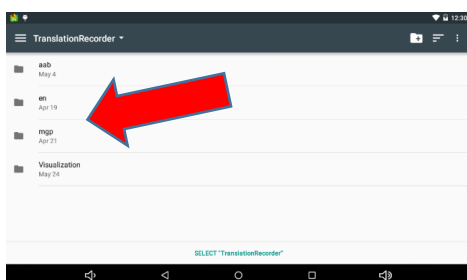 12:30
TranslationRecorder
aab
May 4
en
Apr 19
mgp
Apr 21
Visualization
May 24
SELECT "TranslationRecorder"